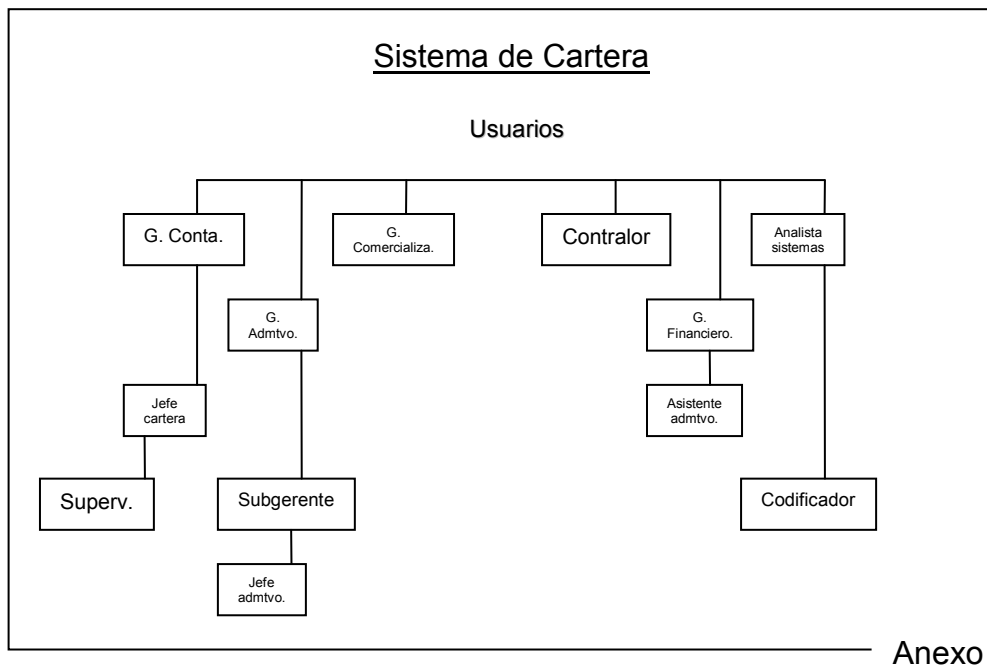 Sistema de Cartera
Usuarios
G. Conta.
G.
Comercializa.
Contralor
Analista
sistemas
G.
Admtvo.
G.
Financiero.
Jefe
cartera
Asistente
admtvo.
Superv.
Subgerente
Codificador
Jefe
admtvo.
Anexo